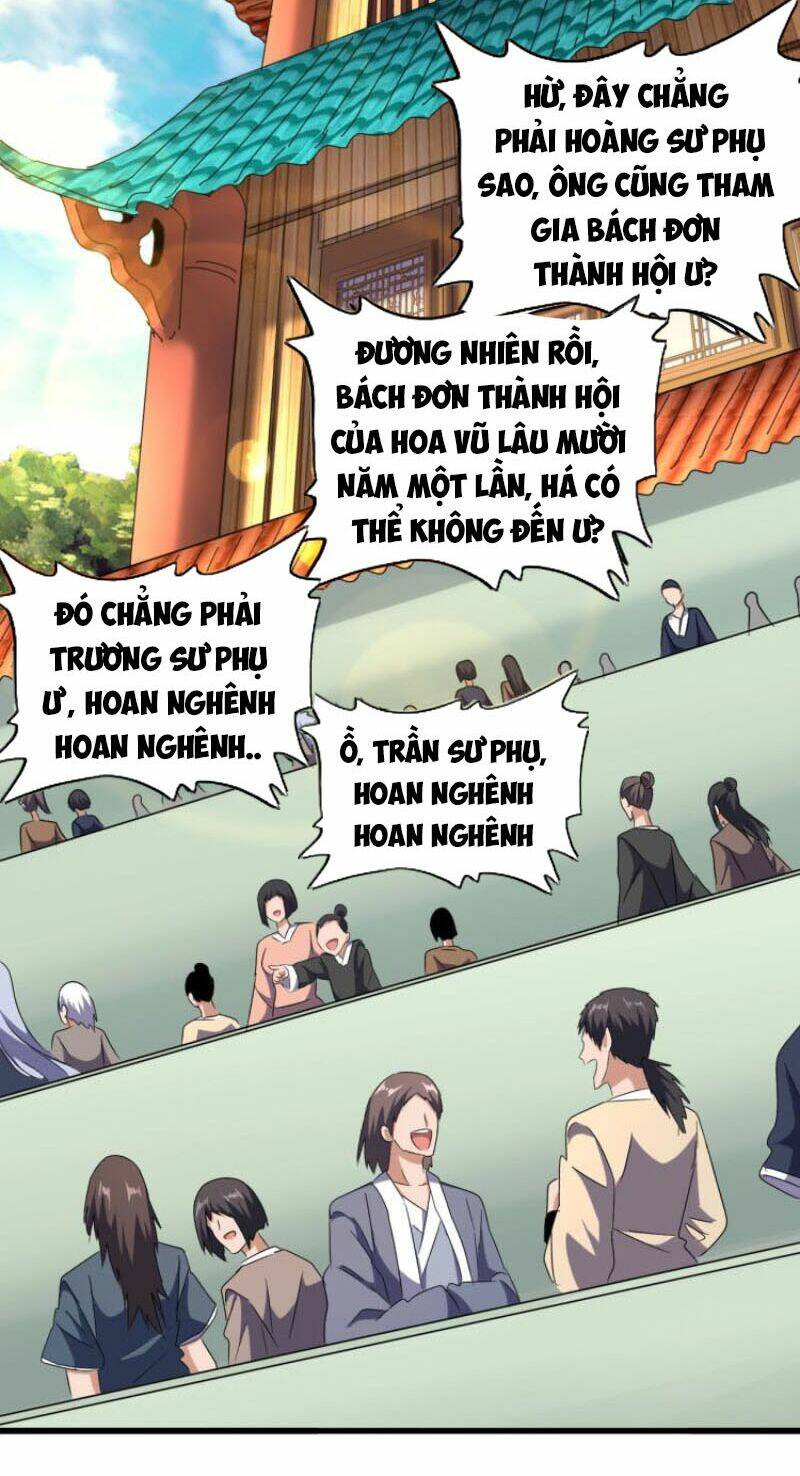 HỪ, ĐÂY CHẲNG
PHẢI HOÀNG SƯ PHỤ
SAO, ÔNG CŨNG THAM
GIA BÁCH ĐƠN
THÀNH HỘI Ư?
ĐƯƠNG NHIÊN RỒI,
BÁCH ĐƠN THÀNH HỘI
CỦA HOA VŨ LÂU MƯỜI
NĂM MỘT LẦN, HÁ CÓ
THỂ KHÔNG ĐẾN Ư?
ĐÓ CHẲNG PHẢI
TRƯƠNG SƯ PHỤ
Ư, HOAN NGHÊNH
HOAN NGHÊNH..
Ồ, TRẦN SƯ PHỤ,
HOAN NGHÊNH
HOAN NGHÊNH